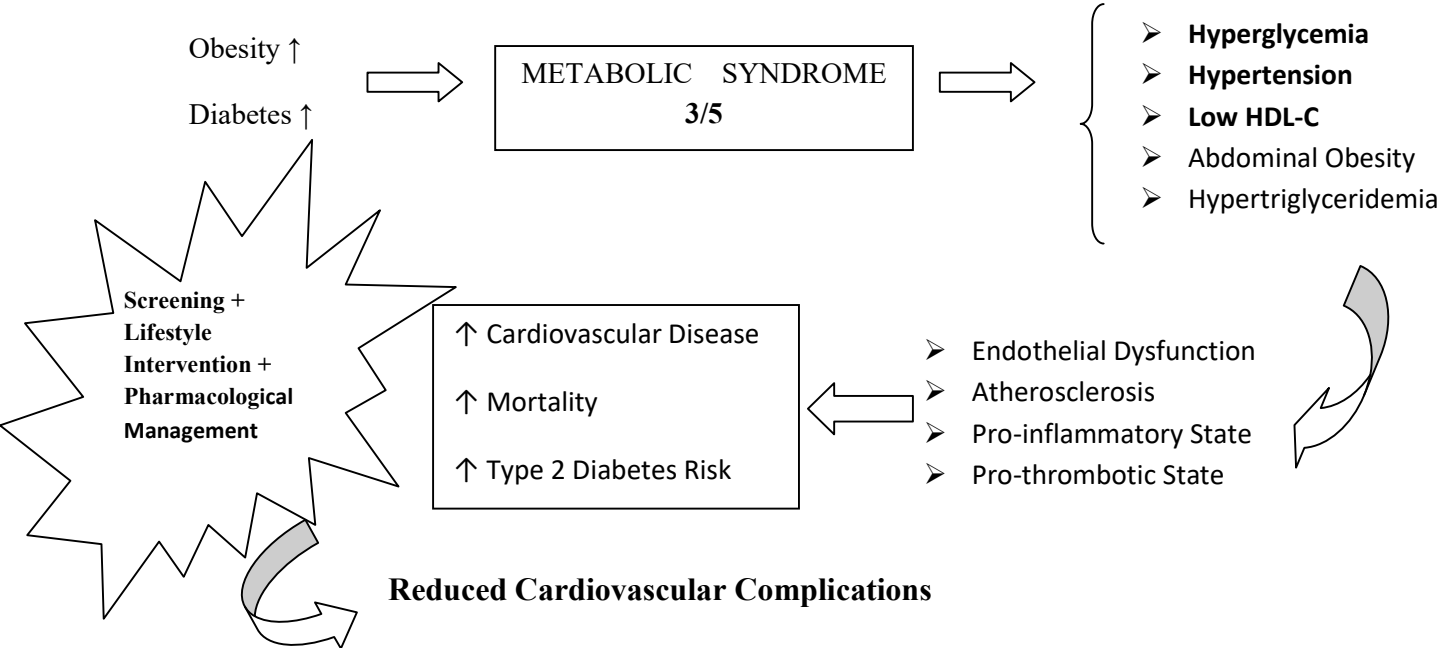 Obesity ↑
Diabetes ↑
METABOLIC SYNDROME
3/5
➢ Hyperglycemia
➢ Hypertension
➢ Low HDL-C
➢ Abdominal Obesity
➢ Hypertriglyceridemia
➢ Endothelial Dysfunction
➢ Atherosclerosis
➢ Pro-inflammatory State
➢ Pro-thrombotic State
↑ Cardiovascular Disease
↑ Mortality
↑ Type 2 Diabetes Risk
Screening +
Lifestyle
Intervention +
Pharmacological
Management
Reduced Cardiovascular Complications